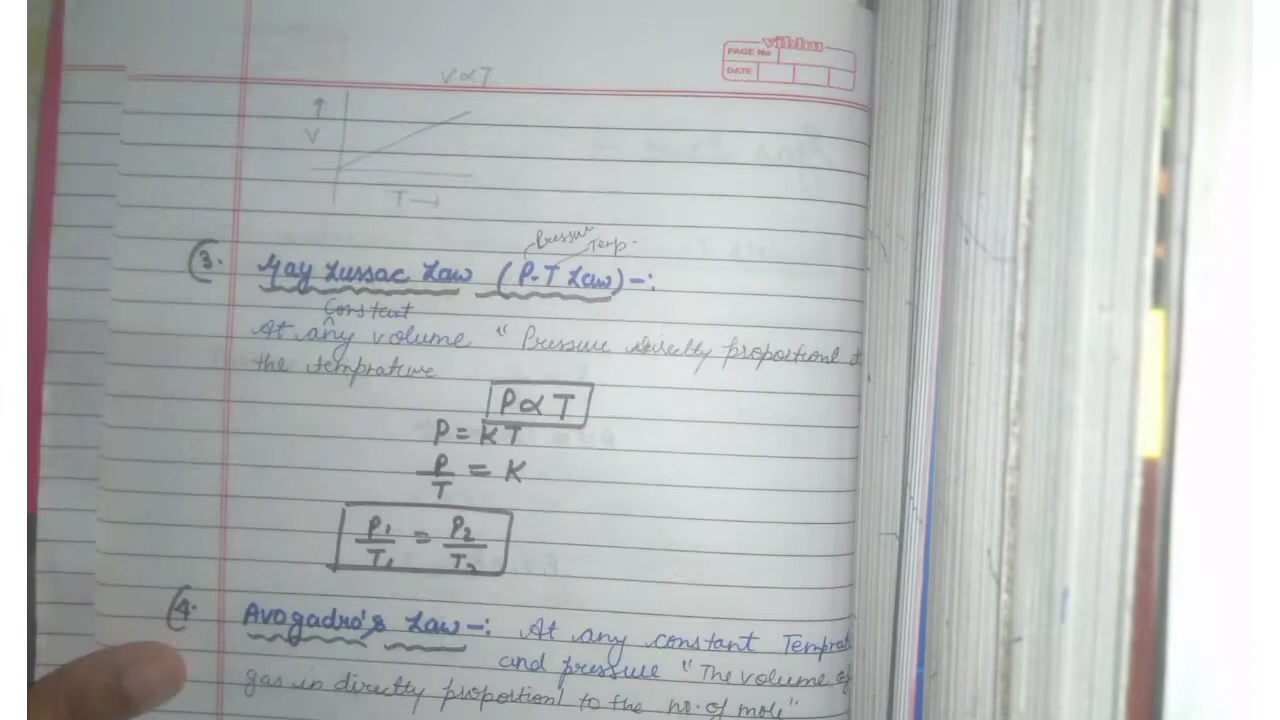 vibhu
PAGE No
DATE
V∝T
↑
V
T→
Pressure
Temp.
(3. Gay Lussac Law (P-T Law)-:
Constant
At any volume " Pressure directly proportional
the temprature
P∝T
P = KT
P/T = K
P₁/T₁ = P₂/T₂
(4. Avogadro's Law-: At any constant Temprat
and pressure "The volume of
gas in directly proportional to the no. of mole"